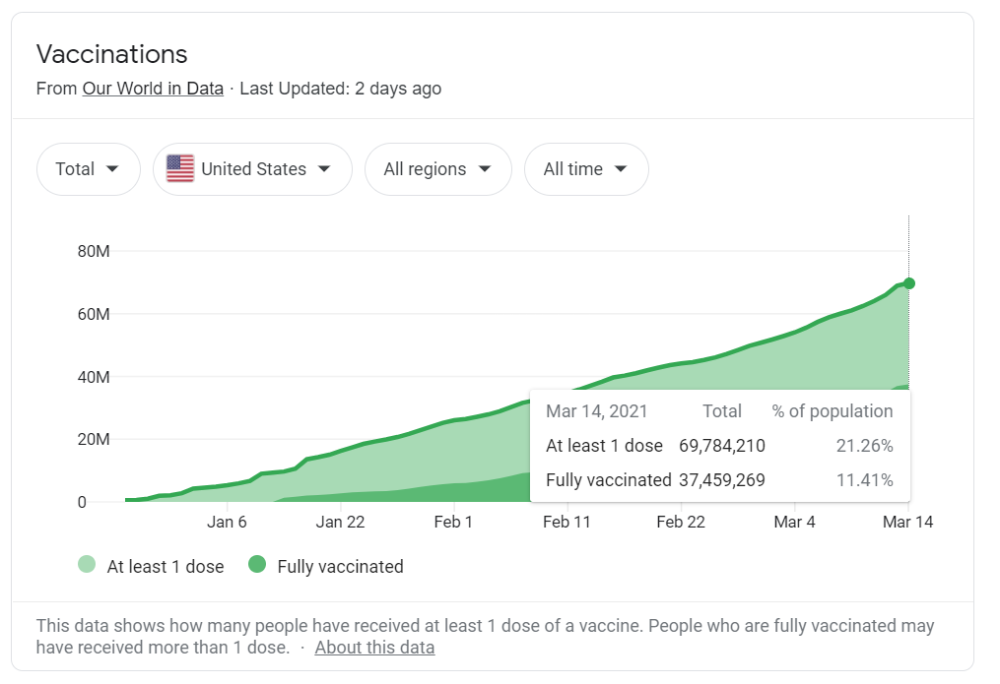 Vaccinations
From Our World in Data · Last Updated: 2 days ago
Total United States All regions All time
80M
60M
40M
20M
0
Mar 14, 2021 Total % of population
At least 1 dose 69,784,210 21.26%
Fully vaccinated 37,459,269 11.41%
Jan 6 Jan 22 Feb 1 Feb 11 Feb 22 Mar 4 Mar 14
At least 1 dose Fully vaccinated
This data shows how many people have received at least 1 dose of a vaccine. People who are fully vaccinated may
have received more than 1 dose. · About this data